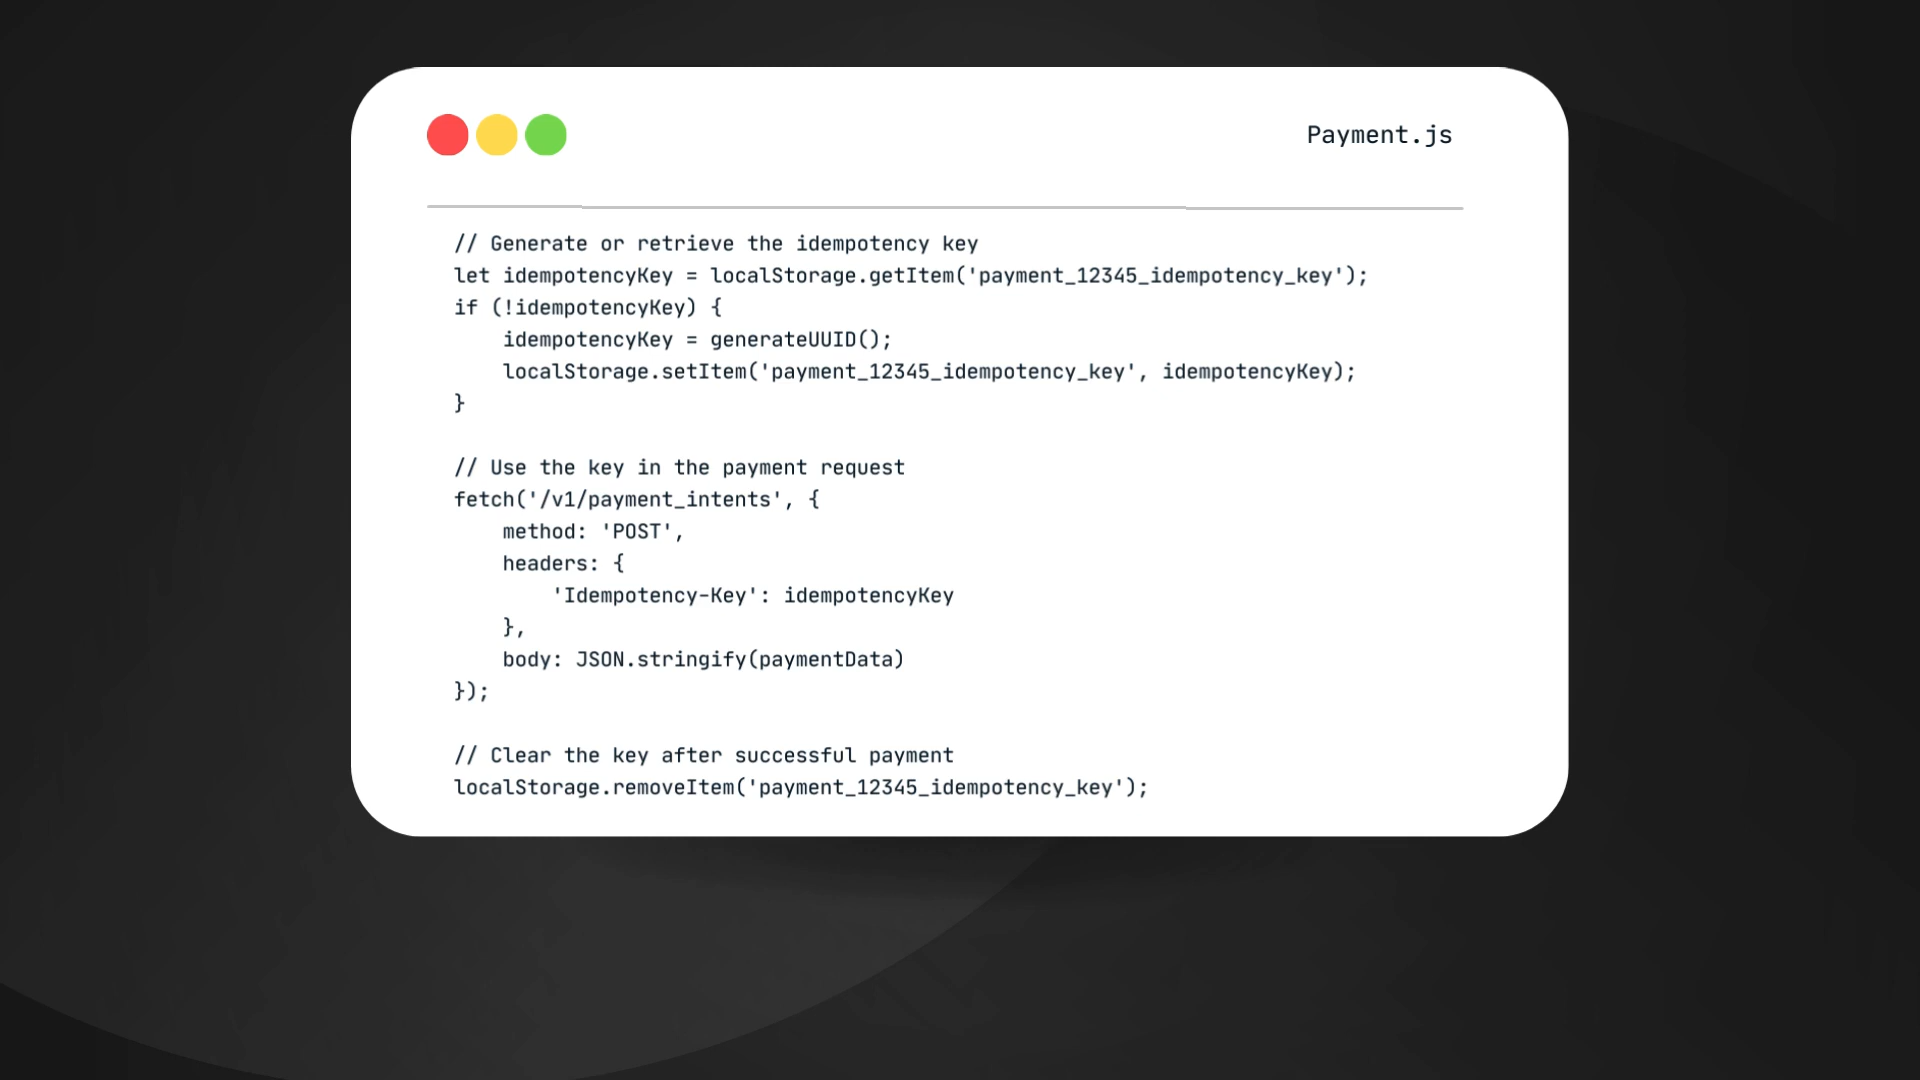 Payment.js
// Generate or retrieve the idempotency key
let idempotencyKey = localStorage.getItem('payment_12345_idempotency_key');
if (!idempotencyKey) {
    idempotencyKey = generateUUID();
    localStorage.setItem('payment_12345_idempotency_key', idempotencyKey);
}

// Use the key in the payment request
fetch('/v1/payment_intents', {
    method: 'POST',
    headers: {
        'Idempotency-Key': idempotencyKey
    },
    body: JSON.stringify(paymentData)
});

// Clear the key after successful payment
localStorage.removeItem('payment_12345_idempotency_key');